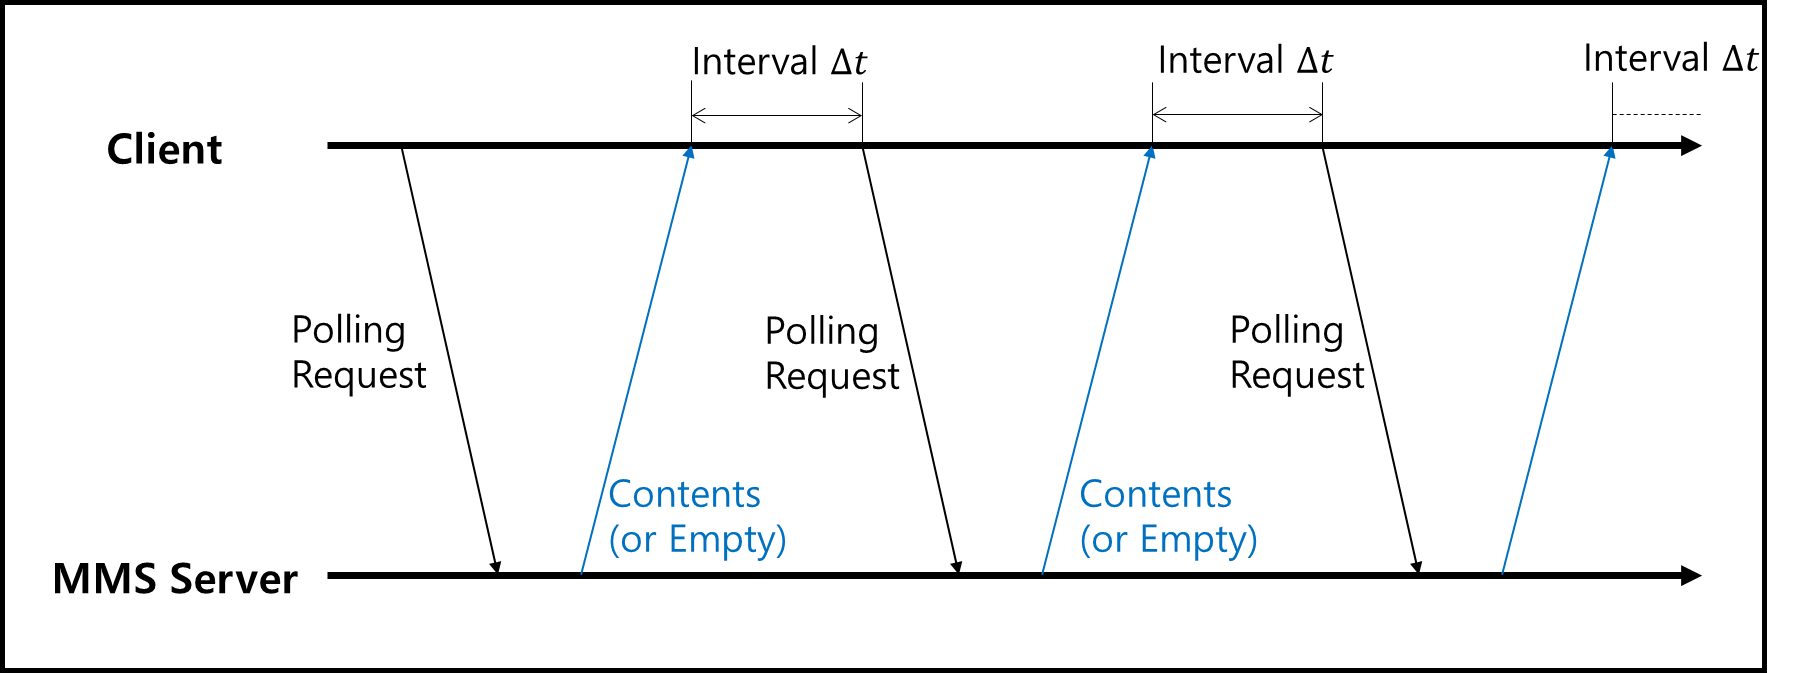 Interval Δt
Interval Δt
Interval Δt
Client
Polling
Request
Polling
Request
Polling
Request
Contents
(or Empty)
Contents
(or Empty)
MMS Server